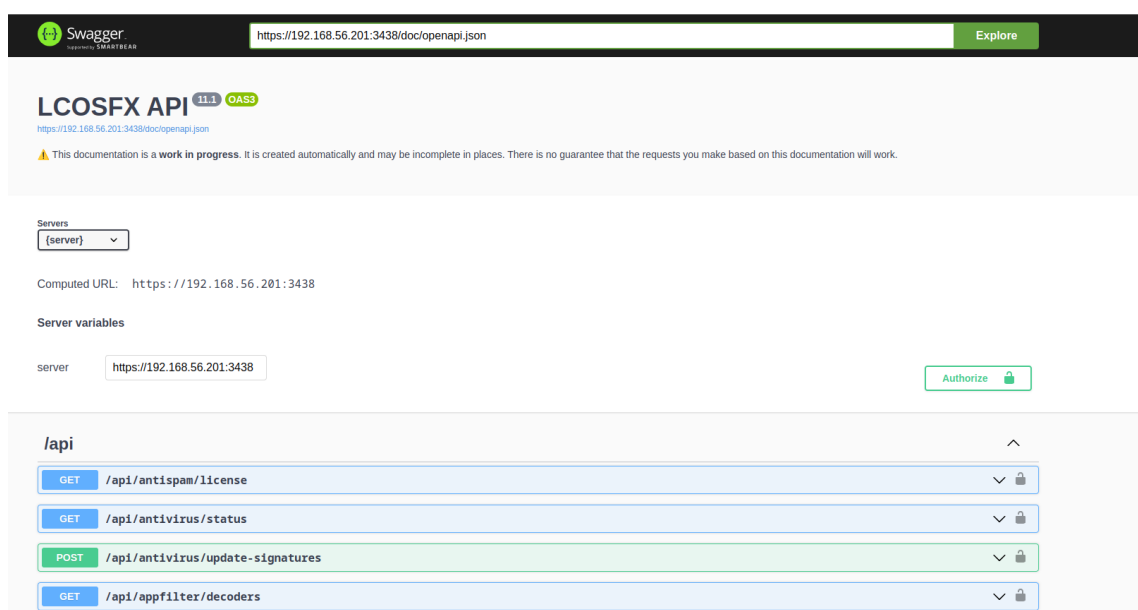 {...} Swagger.
Supported by SMARTBEAR
https://192.168.56.201:3438/doc/openapi.json
Explore
LCOSFX API 11.1 OAS3
https://192.168.56.201:3438/doc/openapi.json
⚠ This documentation is a work in progress. It is created automatically and may be incomplete in places. There is no guarantee that the requests you make based on this documentation will work.
Servers
{server}
Computed URL: https://192.168.56.201:3438
Server variables
server https://192.168.56.201:3438
Authorize
/api
GET /api/antispam/license
GET /api/antivirus/status
POST /api/antivirus/update-signatures
GET /api/appfilter/decoders